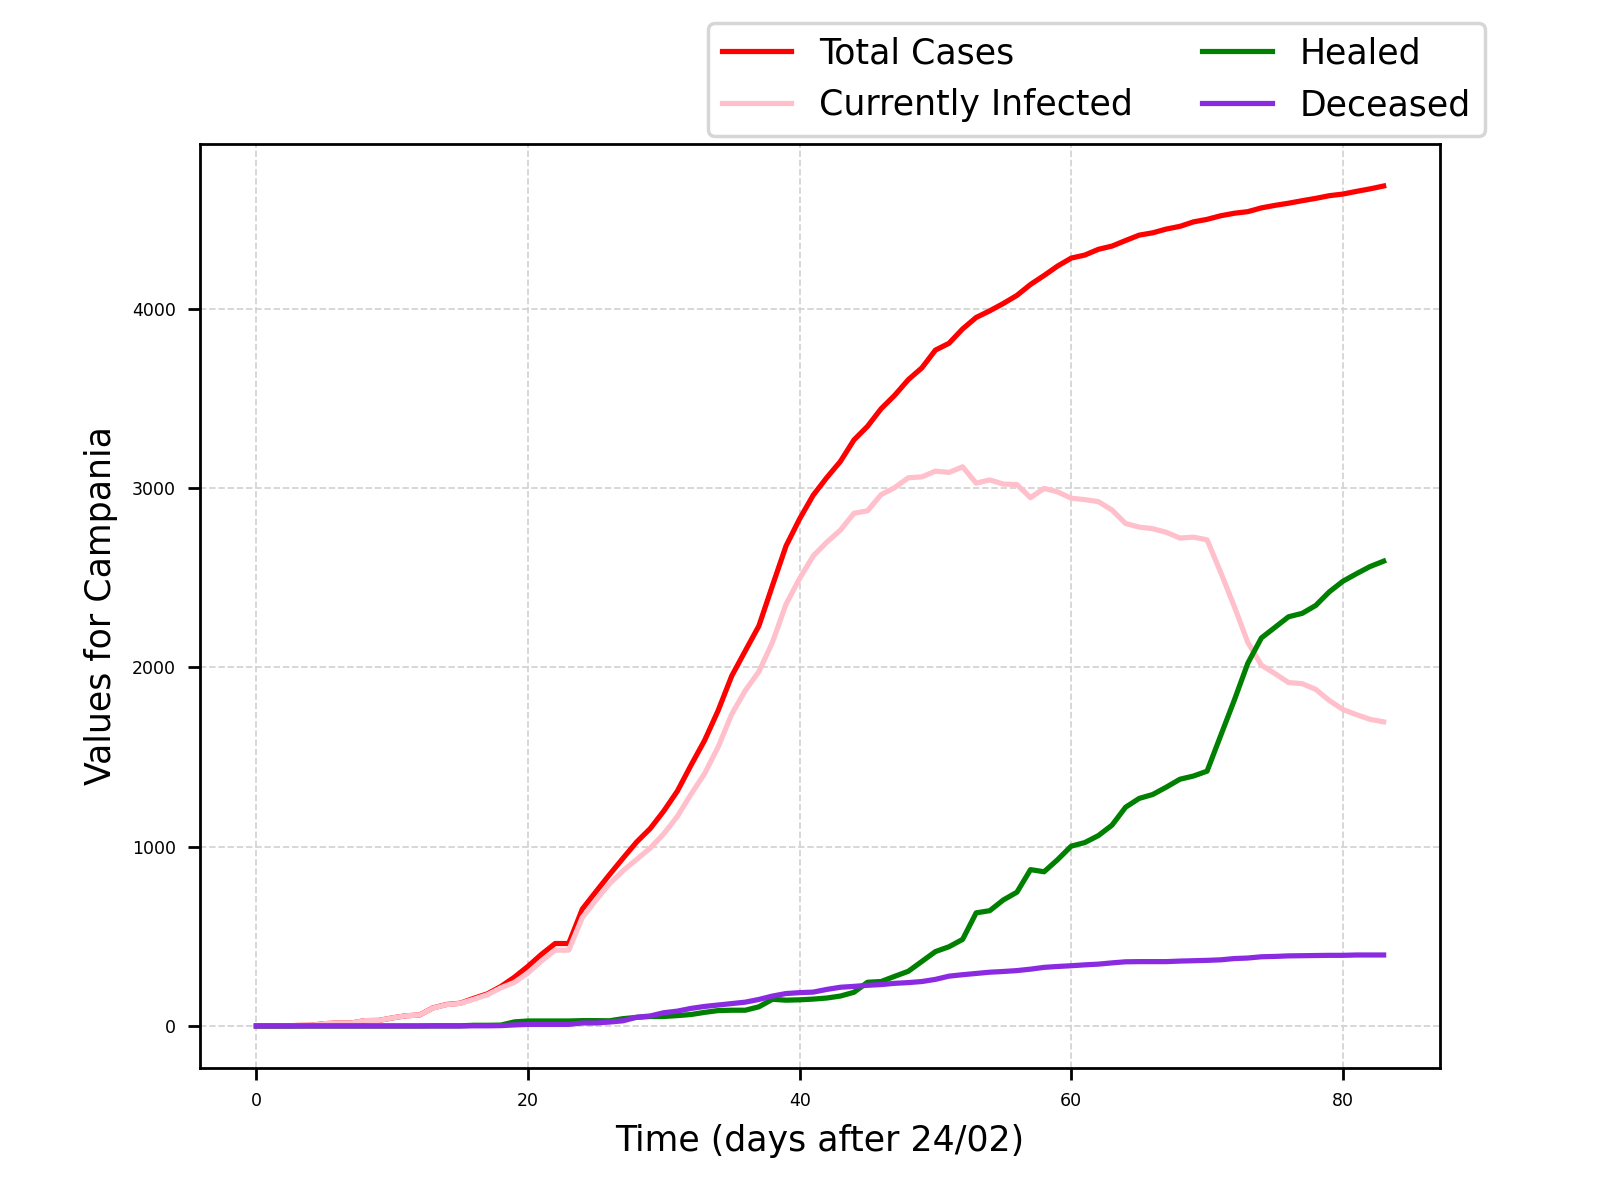 Total Cases
Currently Infected
Healed
Deceased
Values for Campania
4000
3000
2000
1000
0
0 20 40 60 80
Time (days after 24/02)